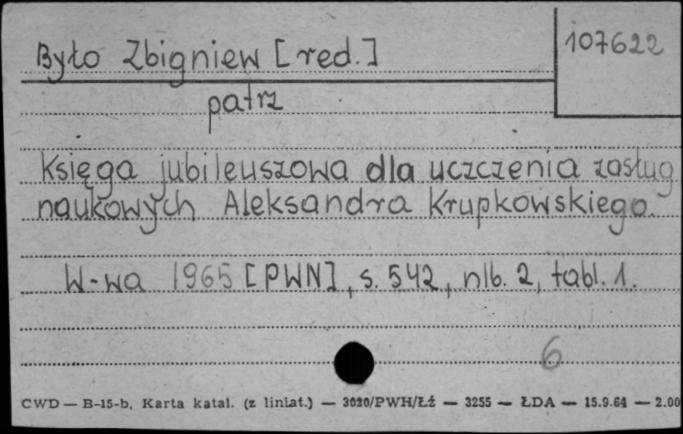 Było Zbigniew [red.]
107622
patrz
Księga jubileuszowa dla uczczenia zasług
naukowych Aleksandra Krupkowskiego.
W-wa 1965 [PWN], s. 542, nlb. 2, tabl. 1.
6
CWD — B-15-b, Karta katal. (z liniat.) — 3020/PWH/Łź — 3255 — ŁDA — 15.9.64 — 2.00